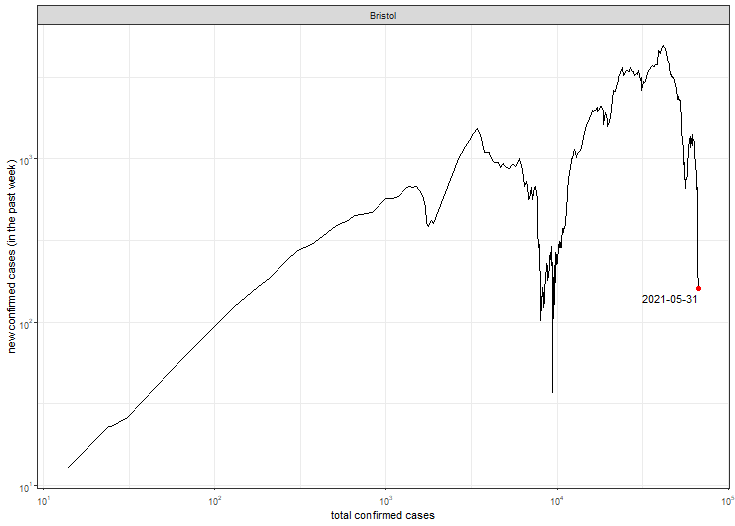 Bristol
new confirmed cases (in the past week)
10³
10²
10¹
2021-05-31
10¹ 10² 10³ 10⁴ 10⁵
total confirmed cases